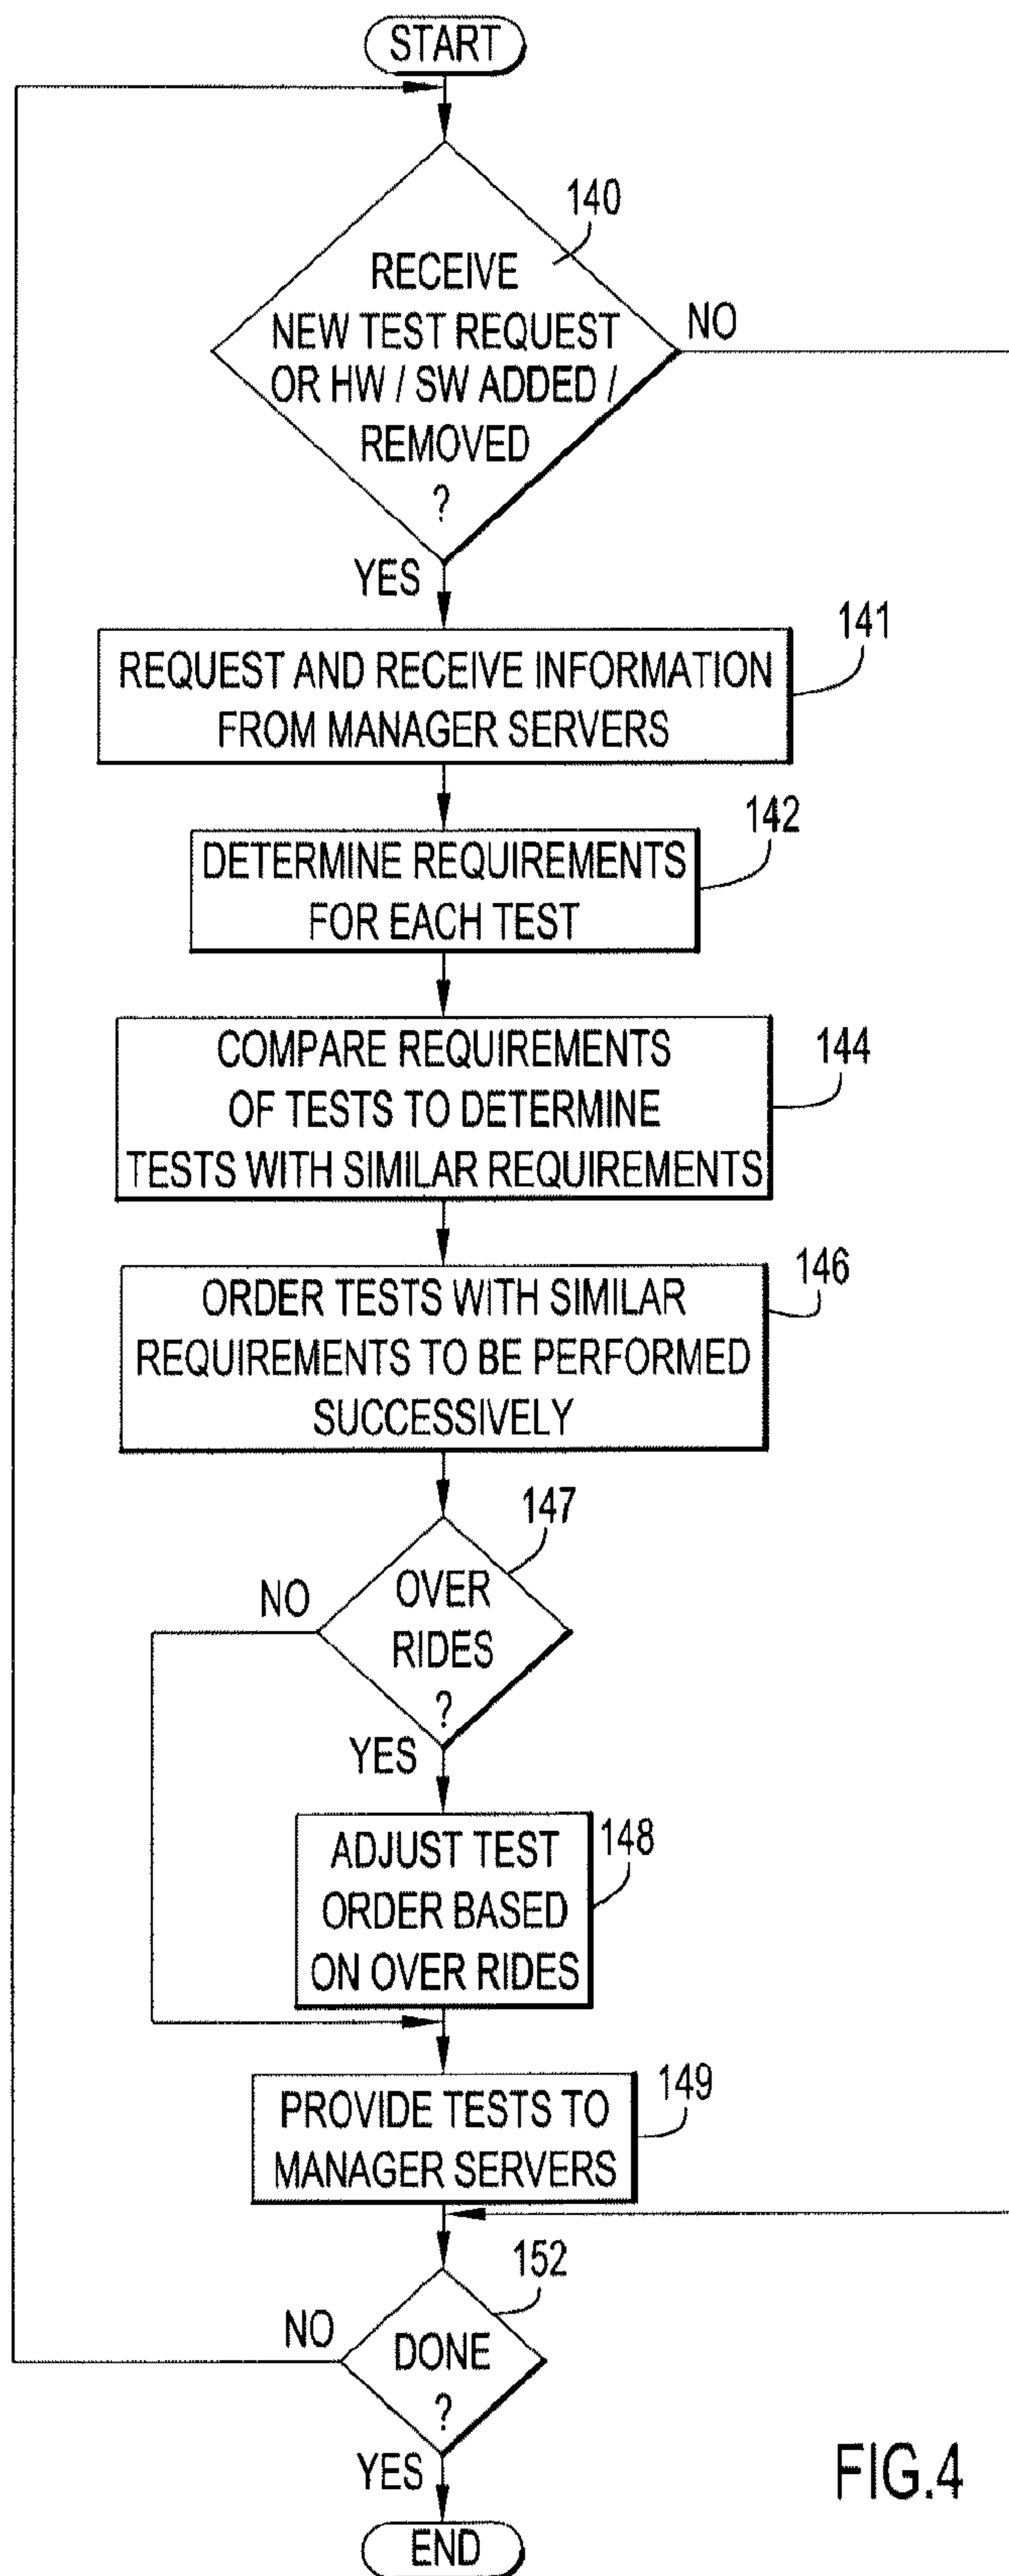 START
140
RECEIVE
NEW TEST REQUEST
OR HW / SW ADDED /
REMOVED
?
NO
YES
141
REQUEST AND RECEIVE INFORMATION
FROM MANAGER SERVERS
142
DETERMINE REQUIREMENTS
FOR EACH TEST
144
COMPARE REQUIREMENTS
OF TESTS TO DETERMINE
TESTS WITH SIMILAR REQUIREMENTS
146
ORDER TESTS WITH SIMILAR
REQUIREMENTS TO BE PERFORMED
SUCCESSIVELY
147
OVER
RIDES
?
NO
YES
148
ADJUST TEST
ORDER BASED
ON OVER RIDES
149
PROVIDE TESTS TO
MANAGER SERVERS
152
DONE
?
NO
YES
END
FIG.4